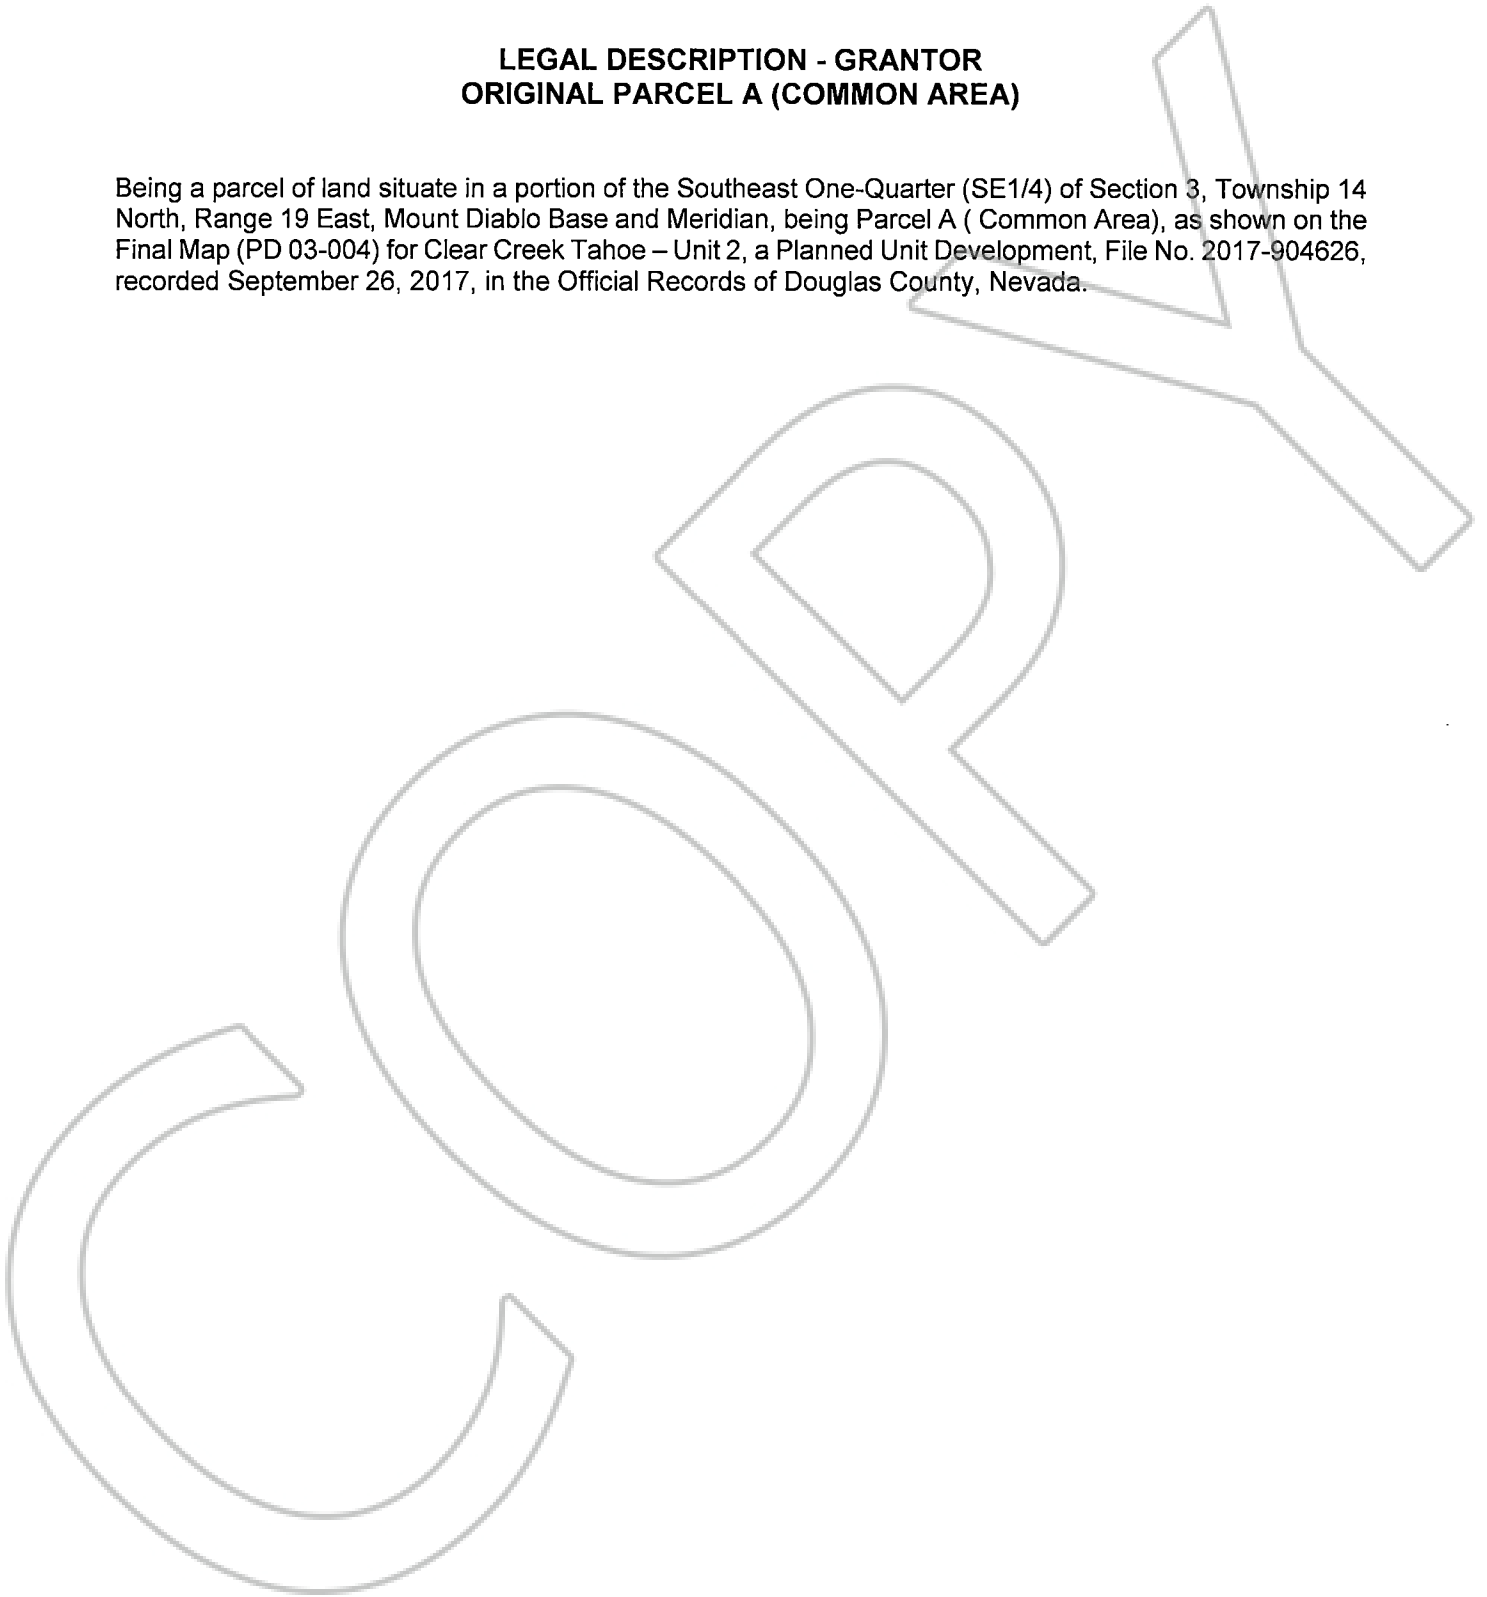 LEGAL DESCRIPTION - GRANTOR
ORIGINAL PARCEL A (COMMON AREA)
Being a parcel of land situate in a portion of the Southeast One-Quarter (SE1/4) of Section 3, Township 14
North, Range 19 East, Mount Diablo Base and Meridian, being Parcel A ( Common Area), as shown on the
Final Map (PD 03-004) for Clear Creek Tahoe – Unit 2, a Planned Unit Development, File No. 2017-904626,
recorded September 26, 2017, in the Official Records of Douglas County, Nevada.
COPY